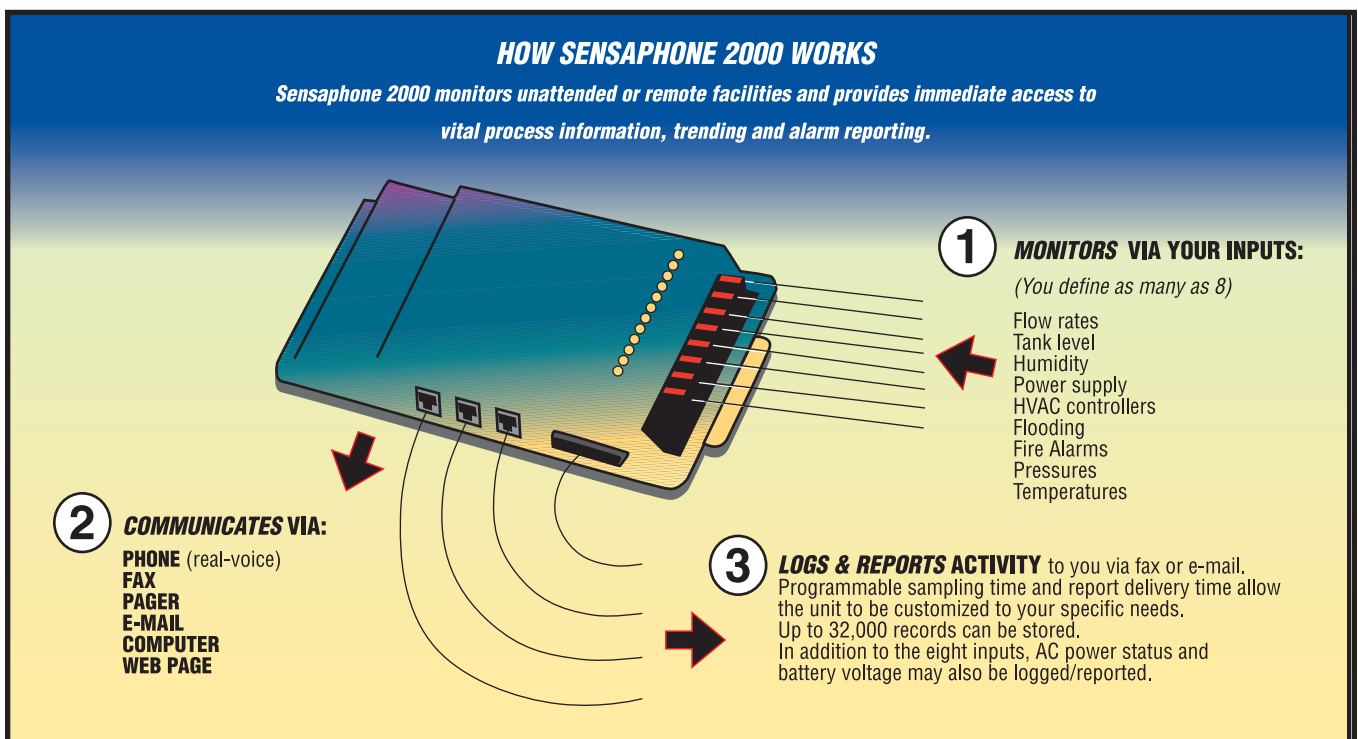 HOW SENSAPHONE 2000 WORKS
Sensaphone 2000 monitors unattended or remote facilities and provides immediate access to
vital process information, trending and alarm reporting.
1
MONITORS VIA YOUR INPUTS:
(You define as many as 8)
Flow rates
Tank level
Humidity
Power supply
HVAC controllers
Flooding
Fire Alarms
Pressures
Temperatures
2
COMMUNICATES VIA:
PHONE (real-voice)
FAX
PAGER
E-MAIL
COMPUTER
WEB PAGE
3
LOGS & REPORTS ACTIVITY to you via fax or e-mail.
Programmable sampling time and report delivery time allow
the unit to be customized to your specific needs.
Up to 32,000 records can be stored.
In addition to the eight inputs, AC power status and
battery voltage may also be logged/reported.